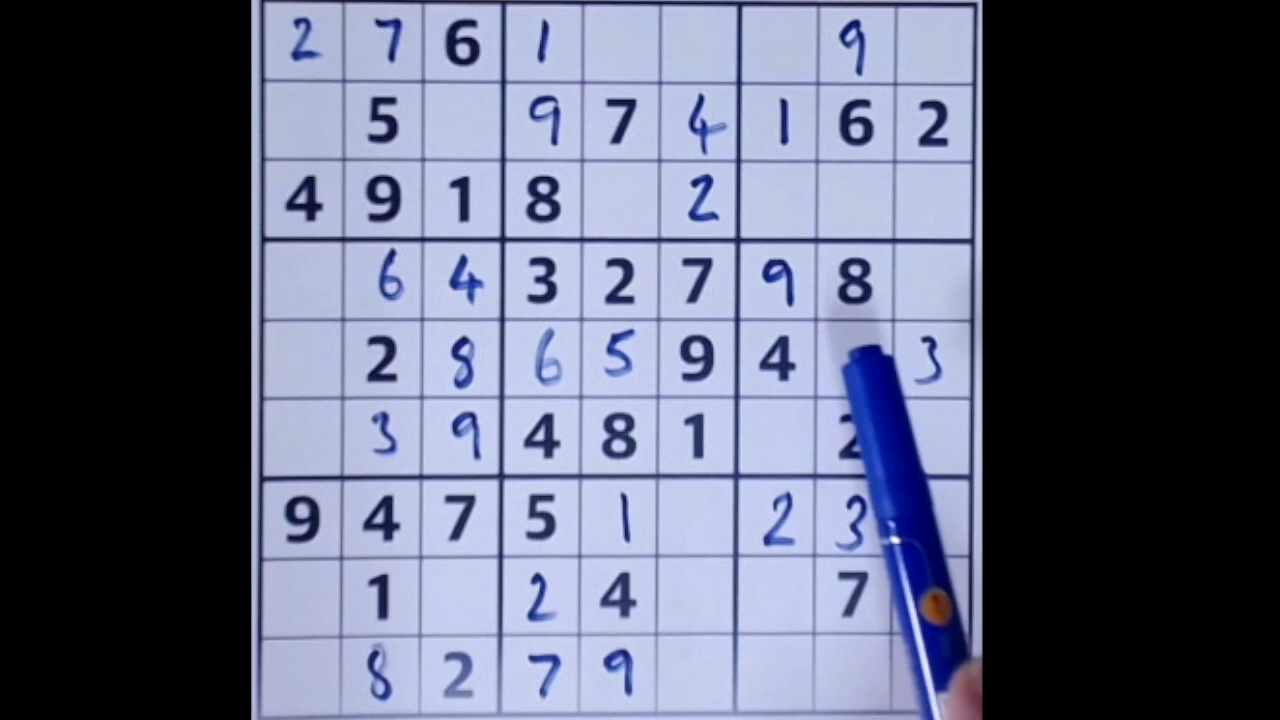 2 7 6 1 9
5 9 7 4 1 6 2
4 9 1 8 2
6 4 3 2 7 9 8
2 8 6 5 9 4 3
3 9 4 8 1 2
9 4 7 5 1 2 3
1 2 4 7
8 2 7 9